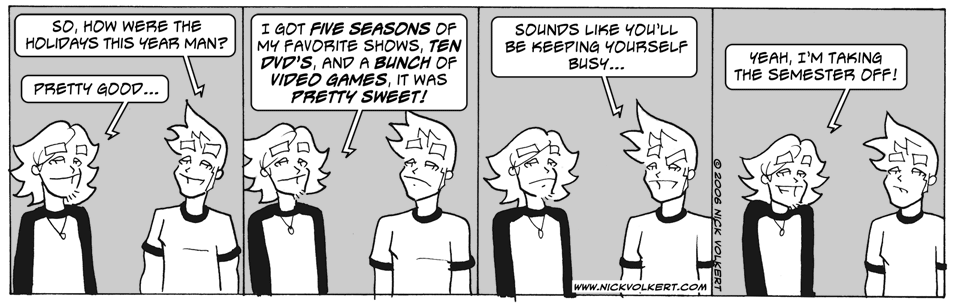 SO, HOW WERE THE
HOLIDAYS THIS YEAR MAN?
PRETTY GOOD...
I GOT FIVE SEASONS OF
MY FAVORITE SHOWS, TEN
DVD'S, AND A BUNCH OF
VIDEO GAMES, IT WAS
PRETTY SWEET!
SOUNDS LIKE YOU'LL
BE KEEPING YOURSELF
BUSY...
WWW.NICKVOLKERT.COM
© 2006 NICK VOLKERT
YEAH, I'M TAKING
THE SEMESTER OFF!